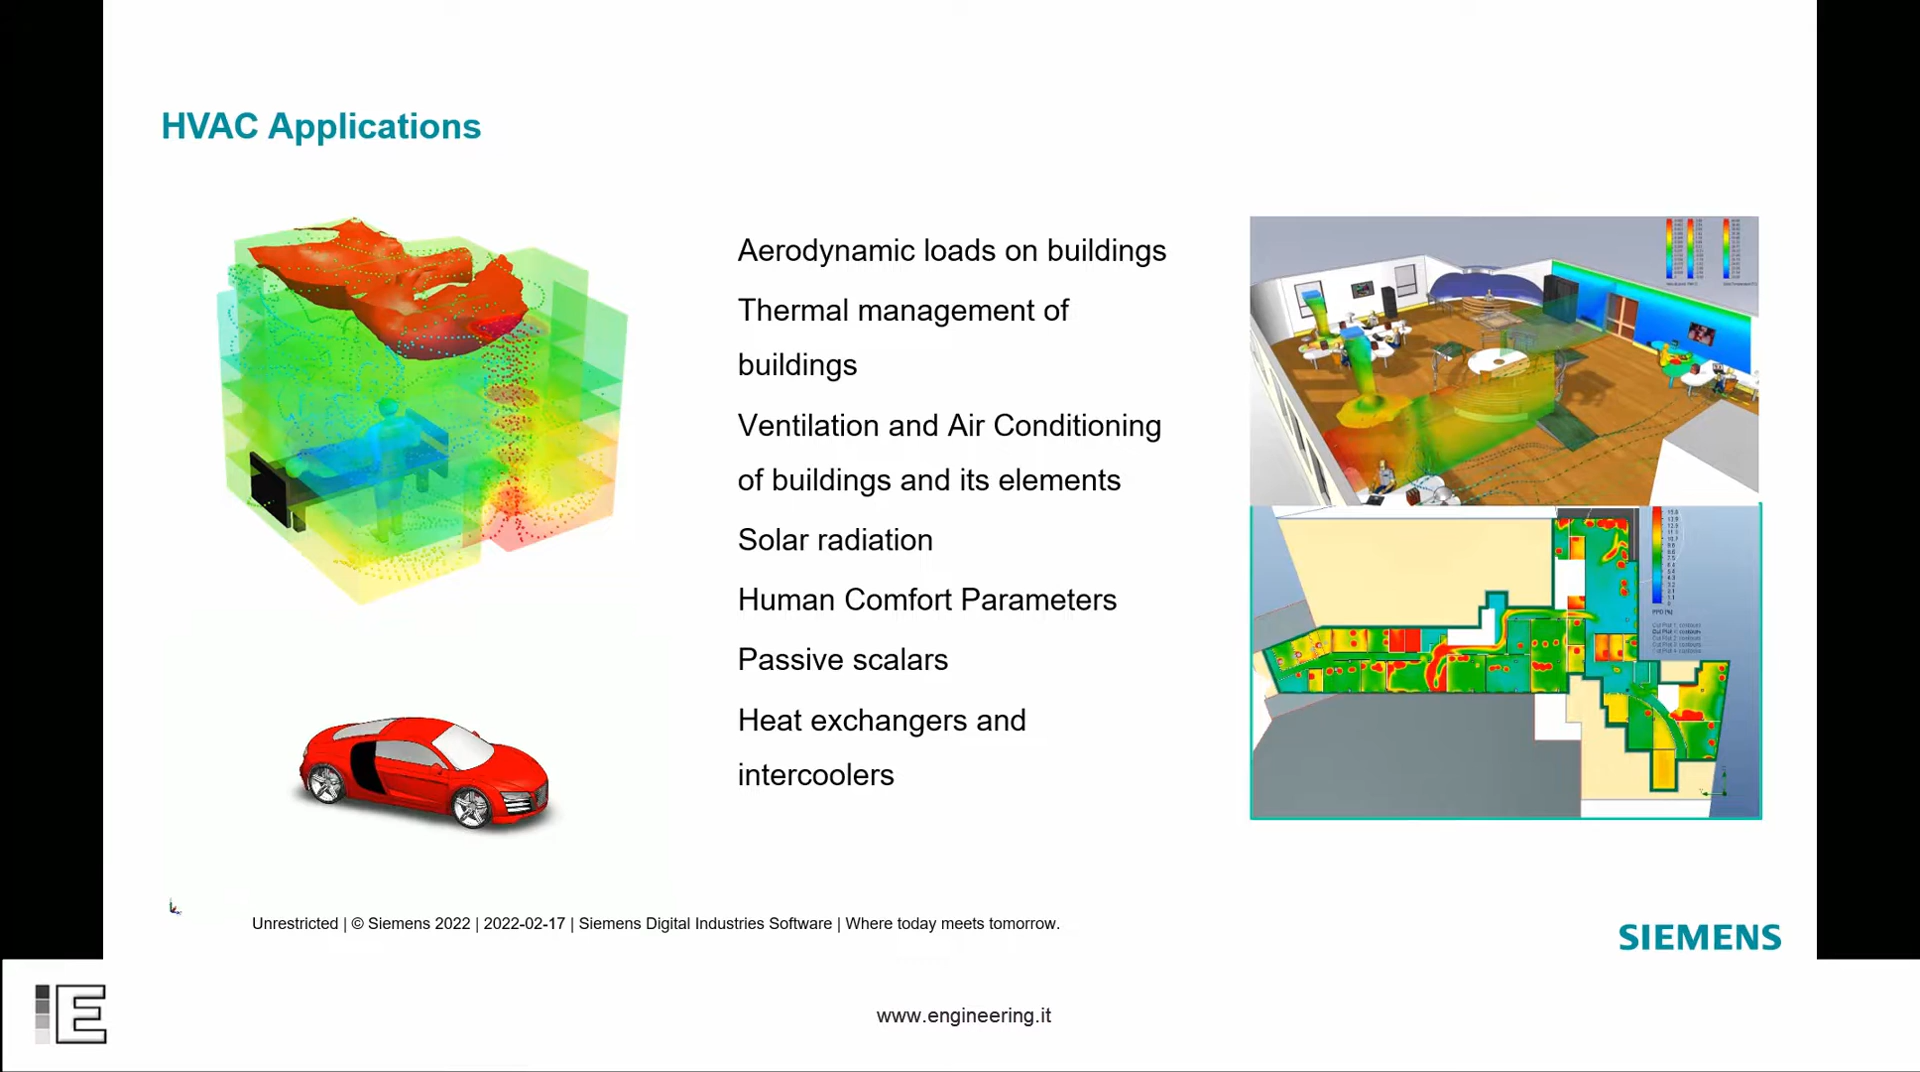 HVAC Applications
Aerodynamic loads on buildings
Thermal management of
buildings
Ventilation and Air Conditioning
of buildings and its elements
Solar radiation
Human Comfort Parameters
Passive scalars
Heat exchangers and
intercoolers
PPD [%]
Unrestricted | © Siemens 2022 | 2022-02-17 | Siemens Digital Industries Software | Where today meets tomorrow.
SIEMENS
iE
www.engineering.it